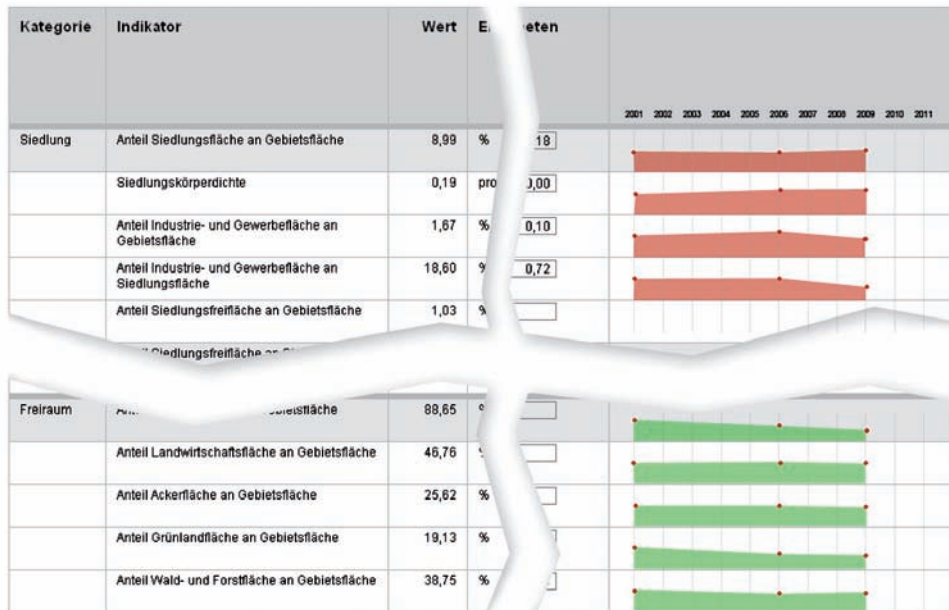 Kategorie Indikator Wert
2001 2002 2003 2004 2005 2006 2007 2008 2009 2010 2011
Siedlung Anteil Siedlungsfläche an Gebietsfläche 8,99 % 18
Siedlungskörperdichte 0,19 pro 0,00
Anteil Industrie- und Gewerbefläche an
Gebietsfläche 1,67 % 0,10
Anteil Industrie- und Gewerbefläche an
Siedlungsfläche 18,60 % 0,72
Anteil Siedlungsfreifläche an Gebietsfläche 1,03 %
Siedlungsfreifläche
Freiraum 88,65
Anteil Landwirtschaftsfläche an Gebietsfläche 46,76
Anteil Ackerfläche an Gebietsfläche 25,62 %
Anteil Grünlandfläche an Gebietsfläche 19,13 %
Anteil Wald- und Forstfläche an Gebietsfläche 38,75 %